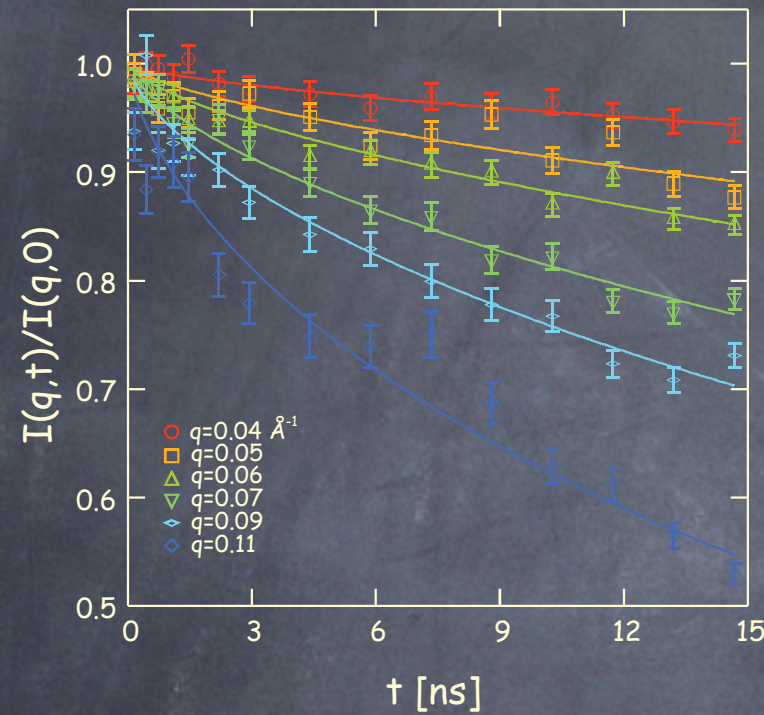 I(q,t)/I(q,0)
1.0
0.9
0.8
0.7
0.6
0.5
q=0.04 Å⁻¹
q=0.05
q=0.06
q=0.07
q=0.09
q=0.11
0 3 6 9 12 15
t [ns]